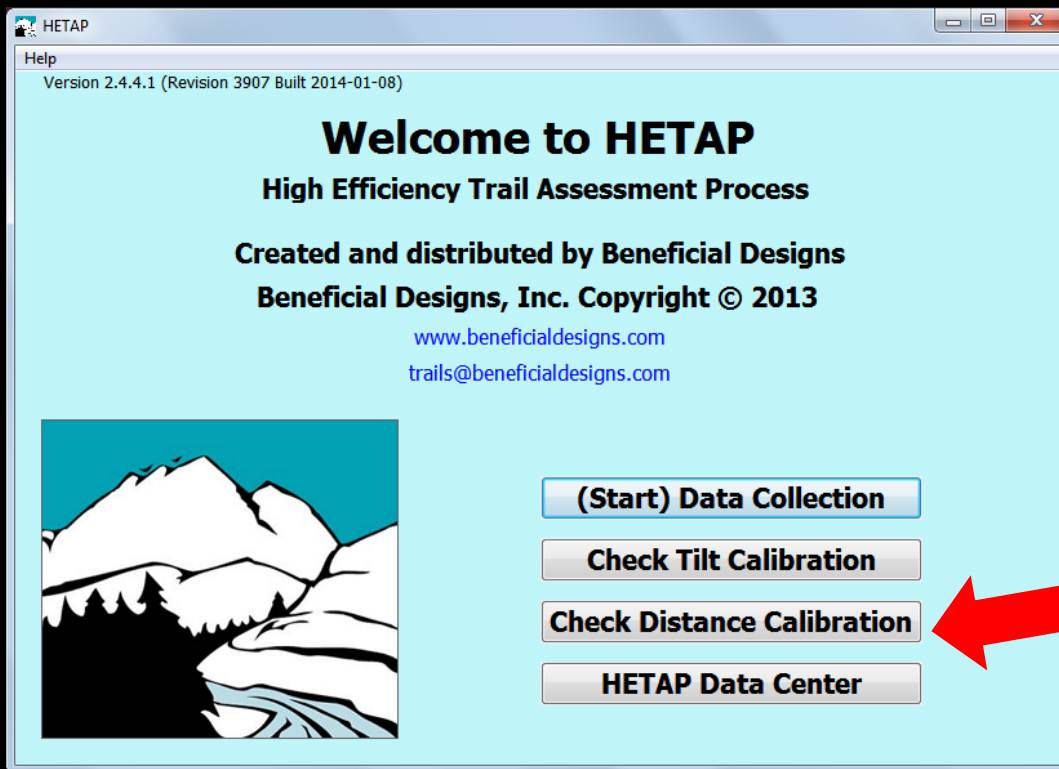 HETAP
Help
Version 2.4.4.1 (Revision 3907 Built 2014-01-08)
Welcome to HETAP
High Efficiency Trail Assessment Process
Created and distributed by Beneficial Designs
Beneficial Designs, Inc. Copyright © 2013
www.beneficialdesigns.com
trails@beneficialdesigns.com
(Start) Data Collection
Check Tilt Calibration
Check Distance Calibration
HETAP Data Center